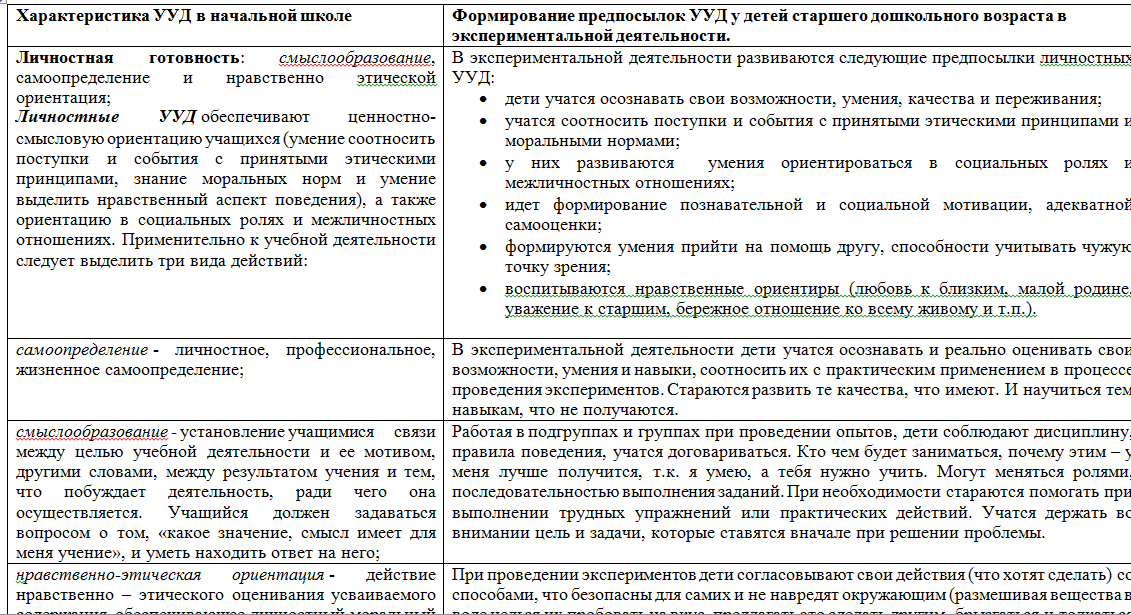 Характеристика УУД в начальной школе
Формирование предпосылок УУД у детей старшего дошкольного возраста в
экспериментальной деятельности.
Личностная готовность: смыслообразование,
самоопределение и нравственно этической
ориентация;
Личностные УУД обеспечивают ценностно-
смысловую ориентацию учащихся (умение соотносить
поступки и события с принятыми этическими
принципами, знание моральных норм и умение
выделить нравственный аспект поведения), а также
ориентацию в социальных ролях и межличностных
отношениях. Применительно к учебной деятельности
следует выделить три вида действий:
В экспериментальной деятельности развиваются следующие предпосылки личностных
УУД:
• дети учатся осознавать свои возможности, умения, качества и переживания;
• учатся соотносить поступки и события с принятыми этическими принципами и
моральными нормами;
• у них развиваются умения ориентироваться в социальных ролях и
межличностных отношениях;
• идет формирование познавательной и социальной мотивации, адекватной
самооценки;
• формируются умения прийти на помощь другу, способности учитывать чужую
точку зрения;
• воспитываются нравственные ориентиры (любовь к близким, малой родине,
уважение к старшим, бережное отношение ко всему живому и т.п.).
самоопределение - личностное, профессиональное,
жизненное самоопределение;
В экспериментальной деятельности дети учатся осознавать и реально оценивать свои
возможности, умения и навыки, соотносить их с практическим применением в процессе
проведения экспериментов. Стараются развить те качества, что имеют. И научиться тем
навыкам, что не получаются.
смыслообразование - установление учащимися связи
между целью учебной деятельности и ее мотивом,
другими словами, между результатом учения и тем,
что побуждает деятельность, ради чего она
осуществляется. Учащийся должен задаваться
вопросом о том, «какое значение, смысл имеет для
меня учение», и уметь находить ответ на него;
Работая в подгруппах и группах при проведении опытов, дети соблюдают дисциплину,
правила поведения, учатся договариваться. Кто чем будет заниматься, почему этим – у
меня лучше получится, т.к. я умею, а тебя нужно учить. Могут меняться ролями,
последовательностью выполнения заданий. При необходимости стараются помогать при
выполнении трудных упражнений или практических действий. Учатся держать во
внимании цель и задачи, которые ставятся вначале при решении проблемы.
нравственно-этическая ориентация - действие
нравственно – этического оценивания усваиваемого
При проведении экспериментов дети согласовывают свои действия (что хотят сделать) со
способами, что безопасны для самих и не навредят окружающим (размешивая вещества в